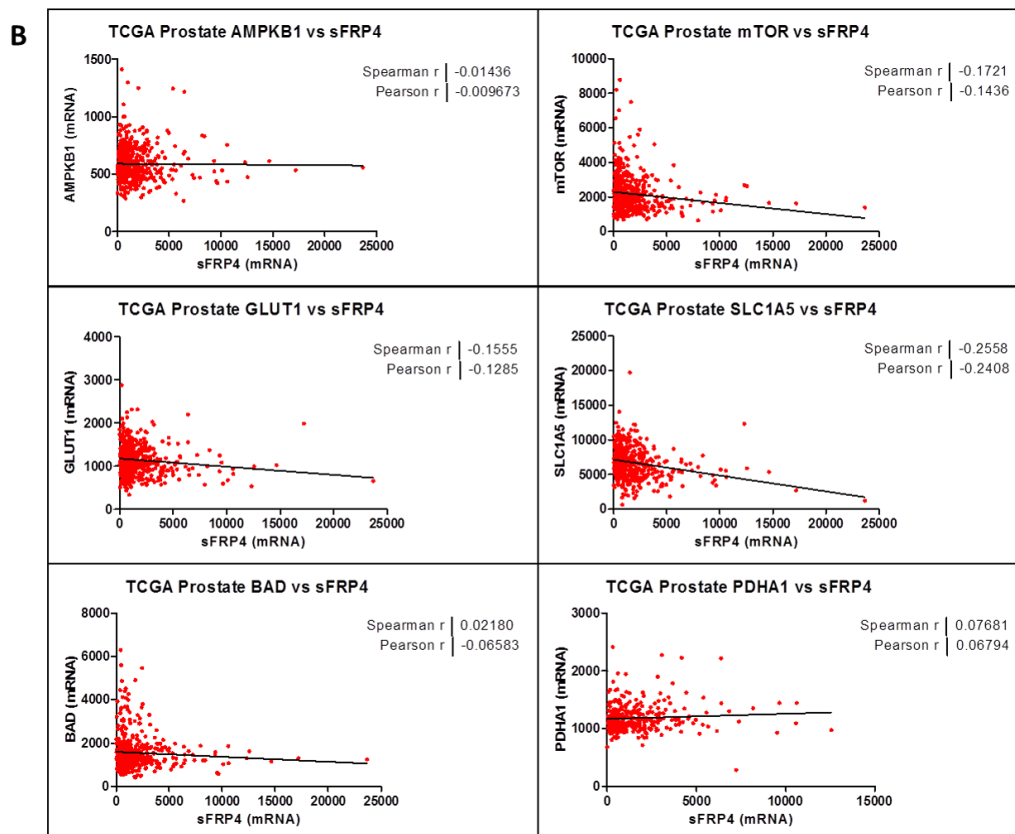 B
TCGA Prostate AMPKB1 vs sFRP4
Spearman r -0.01436
Pearson r -0.009673
AMPKB1 (mRNA)
1500
1000
500
0
0 5000 10000 15000 20000 25000
sFRP4 (mRNA)
TCGA Prostate mTOR vs sFRP4
Spearman r -0.1721
Pearson r -0.1436
mTOR (mRNA)
10000
8000
6000
4000
2000
0
0 5000 10000 15000 20000 25000
sFRP4 (mRNA)
TCGA Prostate GLUT1 vs sFRP4
Spearman r -0.1555
Pearson r -0.1285
GLUT1 (mRNA)
4000
3000
2000
1000
0
0 5000 10000 15000 20000 25000
sFRP4 (mRNA)
TCGA Prostate SLC1A5 vs sFRP4
Spearman r -0.2558
Pearson r -0.2408
SLC1A5 (mRNA)
25000
20000
15000
10000
5000
0
0 5000 10000 15000 20000 25000
sFRP4 (mRNA)
TCGA Prostate BAD vs sFRP4
Spearman r 0.02180
Pearson r -0.06583
BAD (mRNA)
8000
6000
4000
2000
0
0 5000 10000 15000 20000 25000
sFRP4 (mRNA)
TCGA Prostate PDHA1 vs sFRP4
Spearman r 0.07681
Pearson r 0.06794
PDHA1 (mRNA)
3000
2000
1000
0
0 5000 10000 15000
sFRP4 (mRNA)